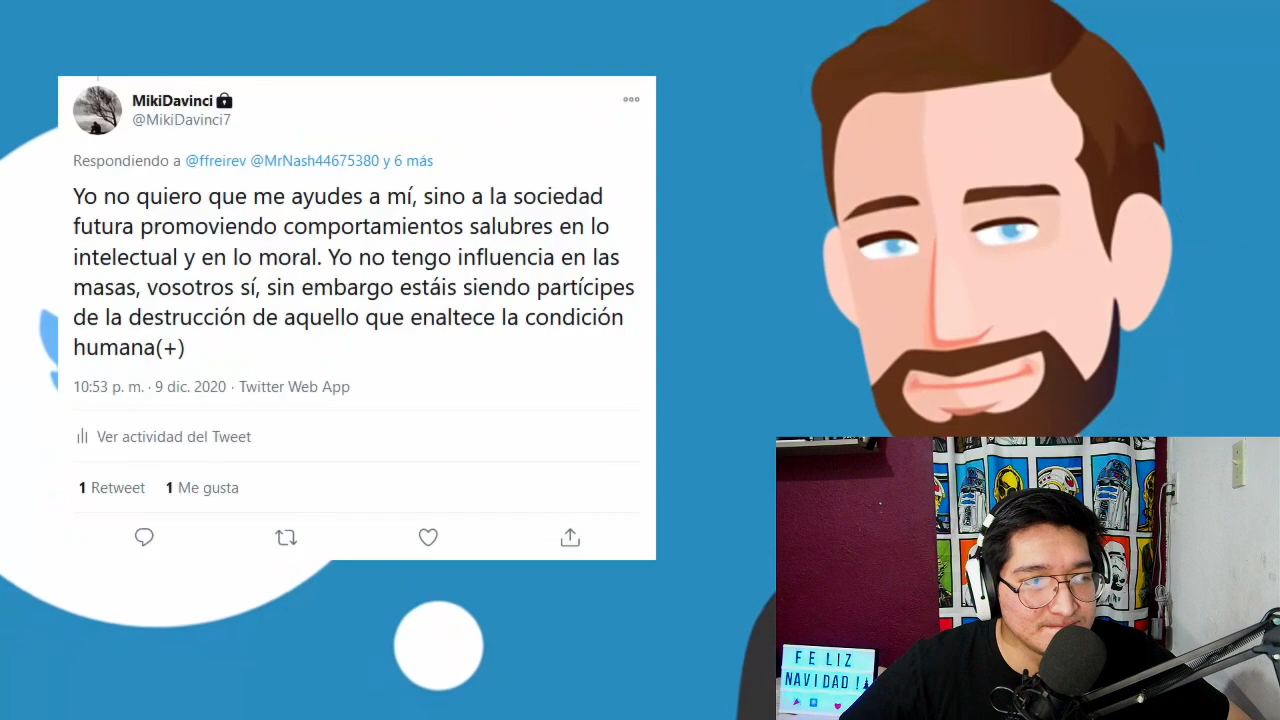 MikiDavinci
@MikiDavinci7
Respondiendo a @ffreirev @MrNash44675380 y 6 más
Yo no quiero que me ayudes a mí, sino a la sociedad
futura promoviendo comportamientos salubres en lo
intelectual y en lo moral. Yo no tengo influencia en las
masas, vosotros sí, sin embargo estáis siendo partícipes
de la destrucción de aquello que enaltece la condición
humana(+)
10:53 p. m. · 9 dic. 2020 · Twitter Web App
Ver actividad del Tweet
1 Retweet 1 Me gusta
FELIZ
NAVIDAD!